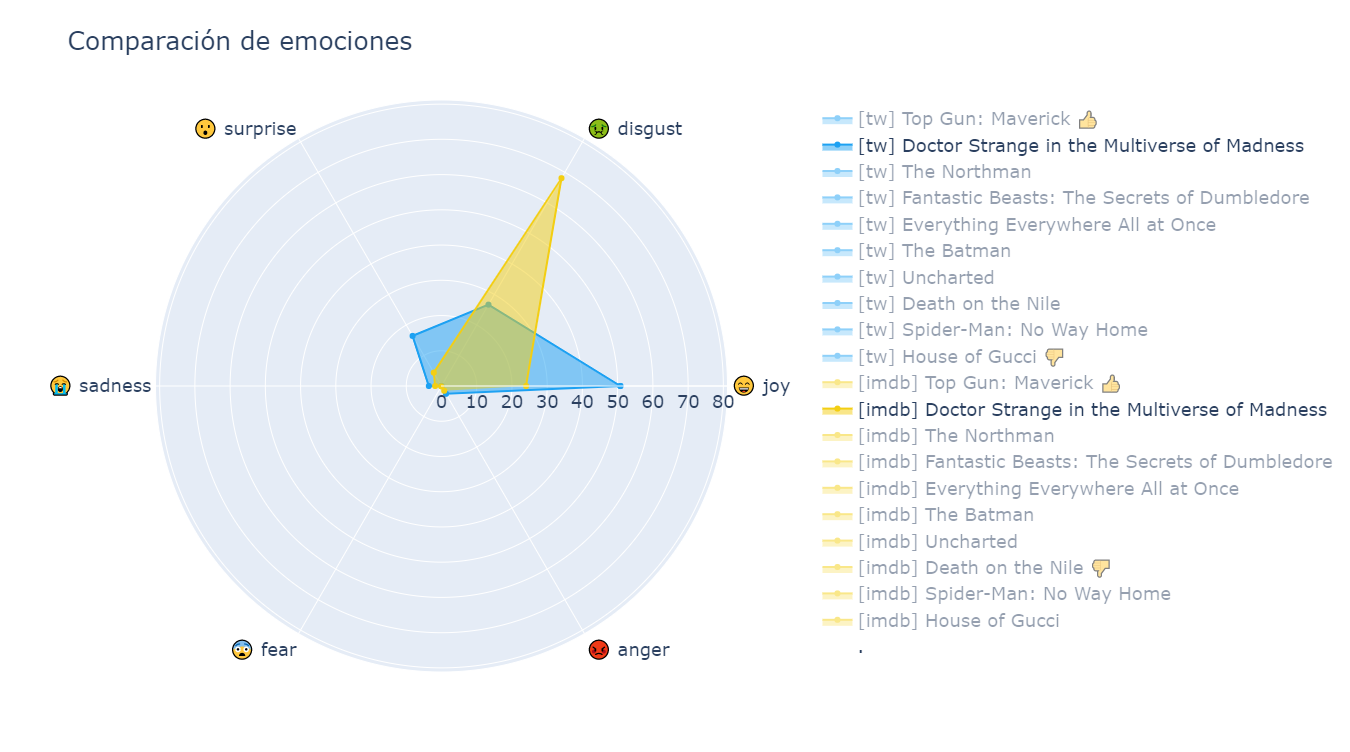 Comparación de emociones
surprise
disgust
sadness
joy
0 10 20 30 40 50 60 70 80
fear
anger
[tw] Top Gun: Maverick 👍
[tw] Doctor Strange in the Multiverse of Madness
[tw] The Northman
[tw] Fantastic Beasts: The Secrets of Dumbledore
[tw] Everything Everywhere All at Once
[tw] The Batman
[tw] Uncharted
[tw] Death on the Nile
[tw] Spider-Man: No Way Home
[tw] House of Gucci 👎
[imdb] Top Gun: Maverick 👍
[imdb] Doctor Strange in the Multiverse of Madness
[imdb] The Northman
[imdb] Fantastic Beasts: The Secrets of Dumbledore
[imdb] Everything Everywhere All at Once
[imdb] The Batman
[imdb] Uncharted
[imdb] Death on the Nile 👎
[imdb] Spider-Man: No Way Home
[imdb] House of Gucci
.